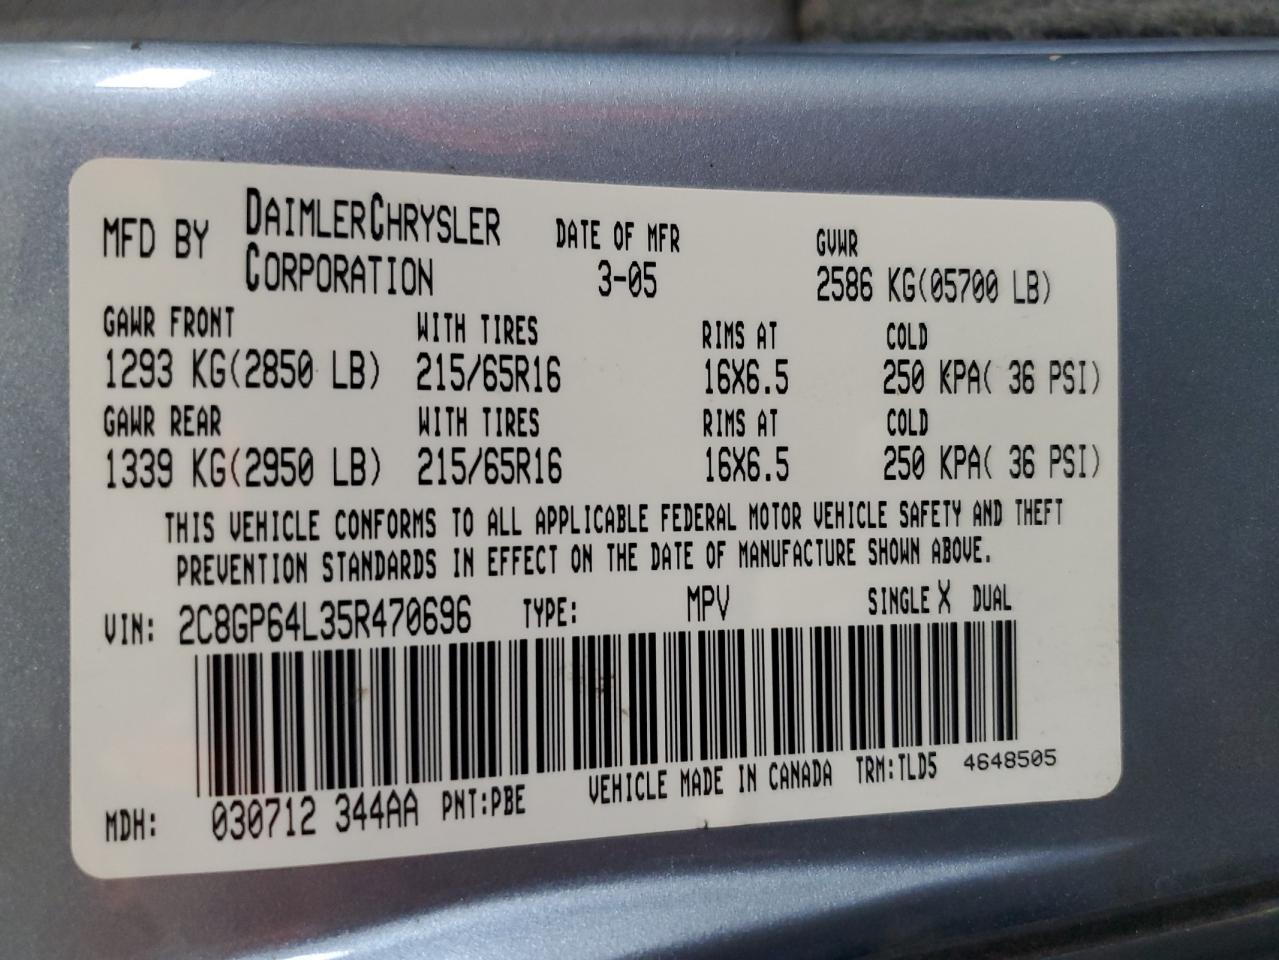 MFD BY DAIMLERCHRYSLER CORPORATION
DATE OF MFR 3-05
GVWR 2586 KG(05700 LB)
GAWR FRONT WITH TIRES RIMS AT COLD
1293 KG(2850 LB) 215/65R16 16X6.5 250 KPA( 36 PSI)
GAWR REAR WITH TIRES RIMS AT COLD
1339 KG(2950 LB) 215/65R16 16X6.5 250 KPA( 36 PSI)
THIS VEHICLE CONFORMS TO ALL APPLICABLE FEDERAL MOTOR VEHICLE SAFETY AND THEFT
PREVENTION STANDARDS IN EFFECT ON THE DATE OF MANUFACTURE SHOWN ABOVE.
VIN: 2C8GP64L35R470696 TYPE: MPV SINGLE X DUAL
MDH: 030712 344AA PNT:PBE VEHICLE MADE IN CANADA TRM:TLD5 4648505